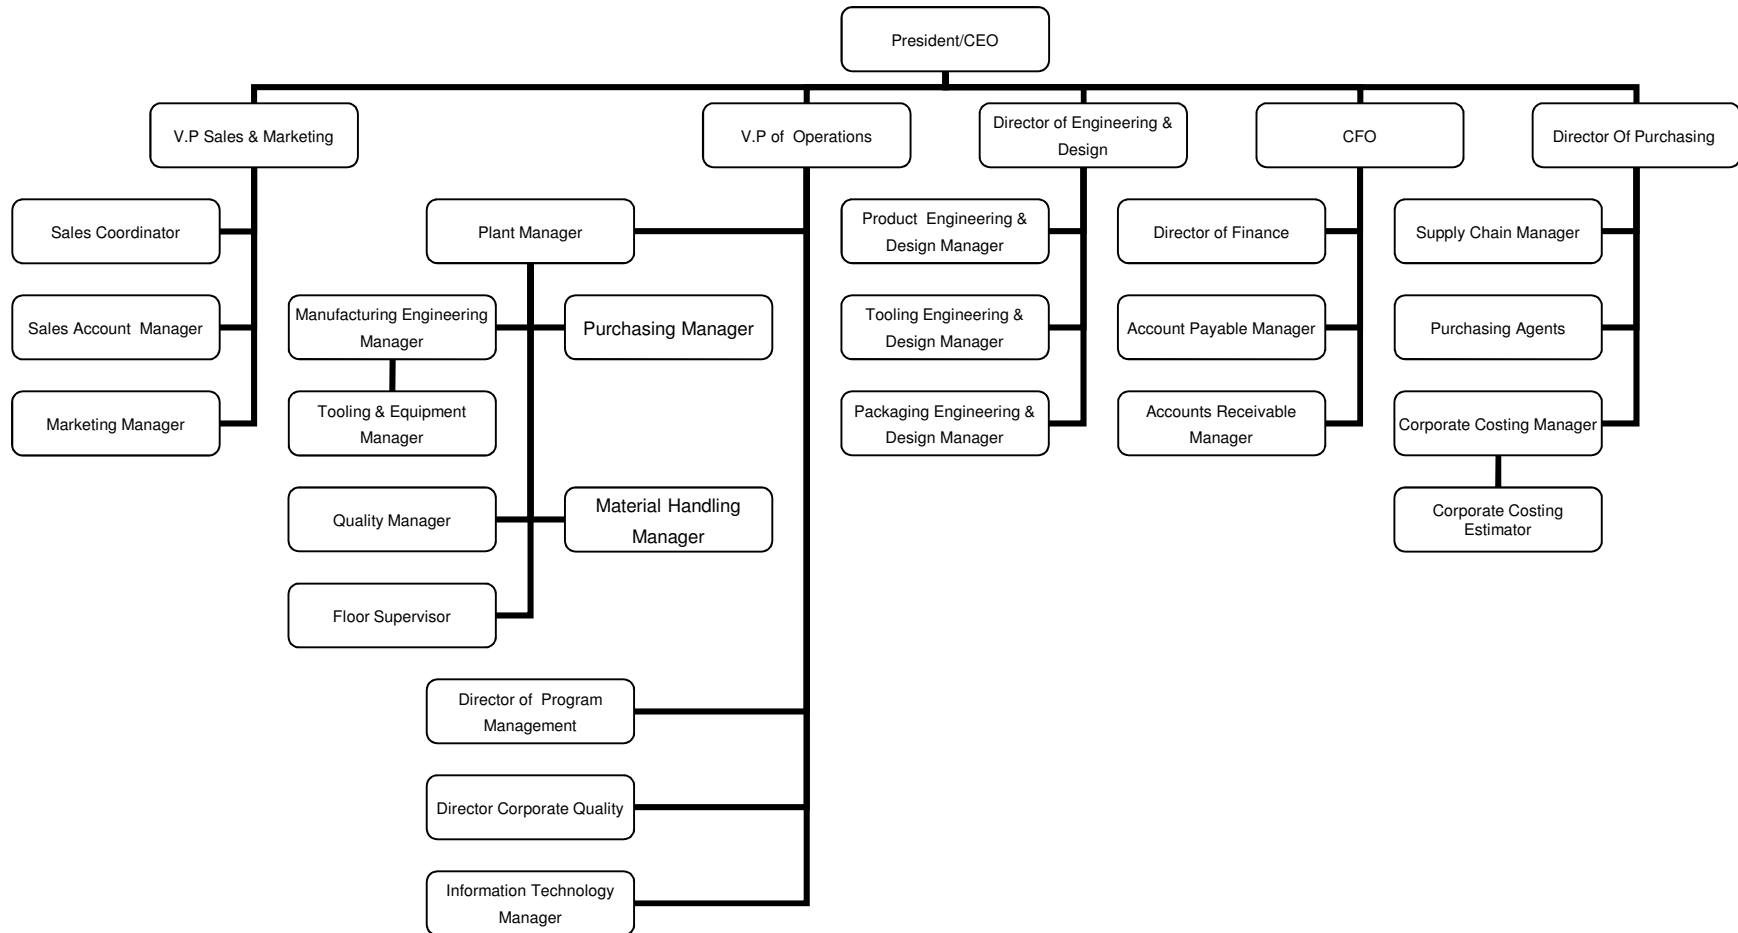 President/CEO
V.P Sales & Marketing
V.P of  Operations
Director of Engineering &
Design
CFO
Director Of Purchasing
Sales Coordinator
Plant Manager
Product  Engineering &
Design Manager
Director of Finance
Supply Chain Manager
Sales Account  Manager
Manufacturing Engineering
Manager
Purchasing Manager
Tooling Engineering &
Design Manager
Account Payable Manager
Purchasing Agents
Marketing Manager
Tooling & Equipment
Manager
Packaging Engineering &
Design Manager
Accounts Receivable
Manager
Corporate Costing Manager
Quality Manager
Material Handling
Manager
Corporate Costing
Estimator
Floor Supervisor
Director of  Program
Management
Director Corporate Quality
Information Technology
Manager